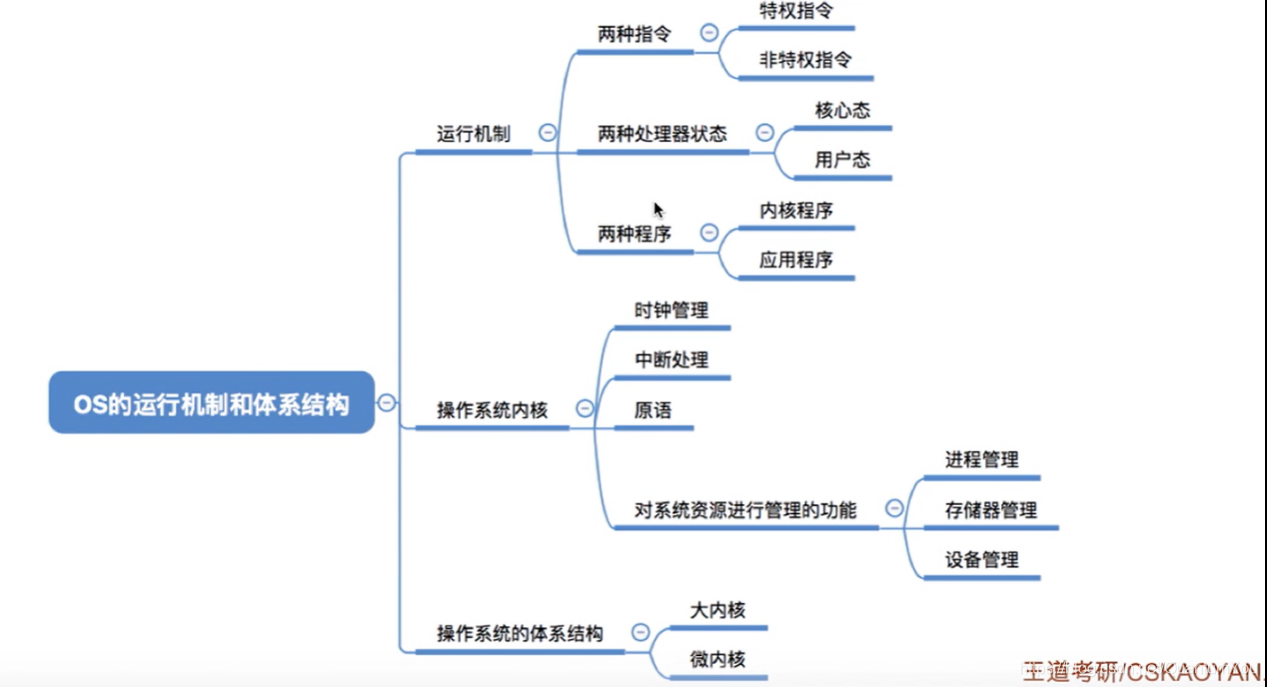 特权指令
两种指令
非特权指令
核心态
运行机制
两种处理器状态
用户态
内核程序
两种程序
应用程序
时钟管理
中断处理
OS的运行机制和体系结构
操作系统内核
原语
进程管理
对系统资源进行管理的功能
存储器管理
设备管理
大内核
操作系统的体系结构
微内核
王道考研/CSKAOYAN.